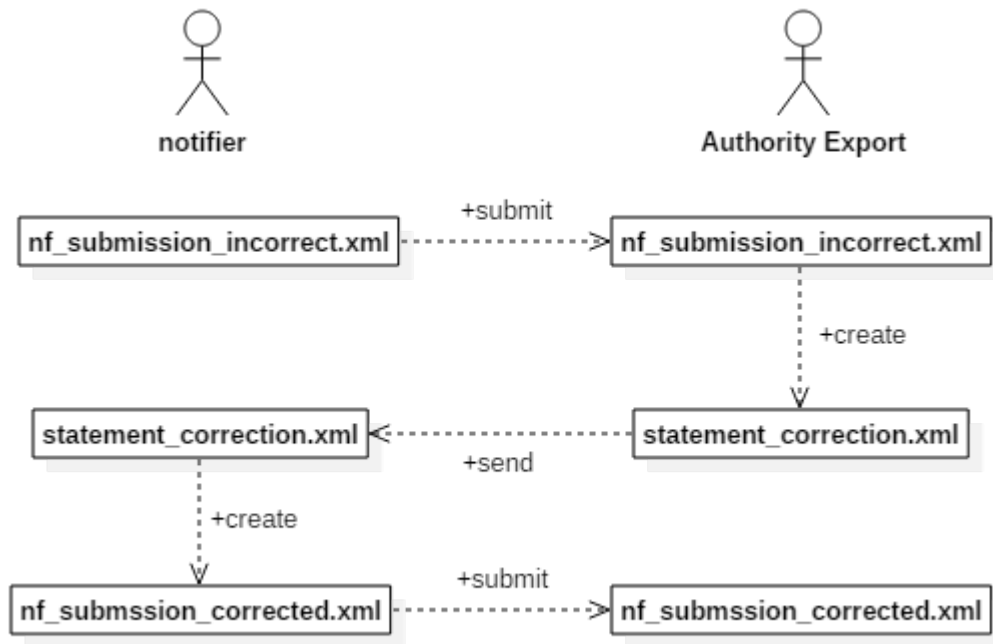 notifier
Authority Export
+submit
nf_submission_incorrect.xml
nf_submission_incorrect.xml
+create
statement_correction.xml
statement_correction.xml
+send
+create
+submit
nf_submssion_corrected.xml
nf_submssion_corrected.xml